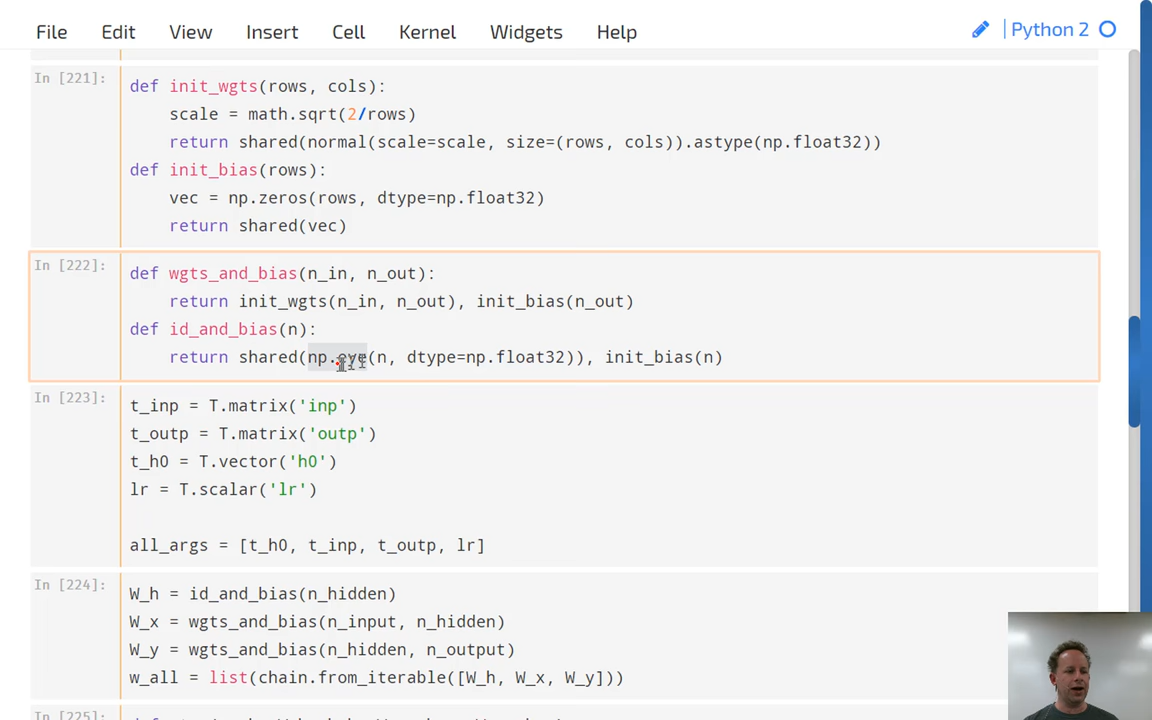 File Edit View Insert Cell Kernel Widgets Help Python 2
In [221]:
def init_wgts(rows, cols):
    scale = math.sqrt(2/rows)
    return shared(normal(scale=scale, size=(rows, cols)).astype(np.float32))
def init_bias(rows):
    vec = np.zeros(rows, dtype=np.float32)
    return shared(vec)
In [222]:
def wgts_and_bias(n_in, n_out):
    return init_wgts(n_in, n_out), init_bias(n_out)
def id_and_bias(n):
    return shared(np.eye(n, dtype=np.float32)), init_bias(n)
In [223]:
t_inp = T.matrix('inp')
t_outp = T.matrix('outp')
t_h0 = T.vector('h0')
lr = T.scalar('lr')
all_args = [t_h0, t_inp, t_outp, lr]
In [224]:
W_h = id_and_bias(n_hidden)
W_x = wgts_and_bias(n_input, n_hidden)
W_y = wgts_and_bias(n_hidden, n_output)
w_all = list(chain.from_iterable([W_h, W_x, W_y]))
In [225]: